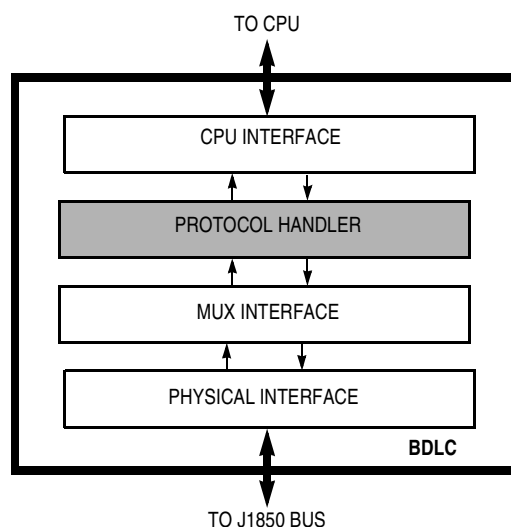 TO CPU
CPU INTERFACE
PROTOCOL HANDLER
MUX INTERFACE
PHYSICAL INTERFACE
BDLC
TO J1850 BUS